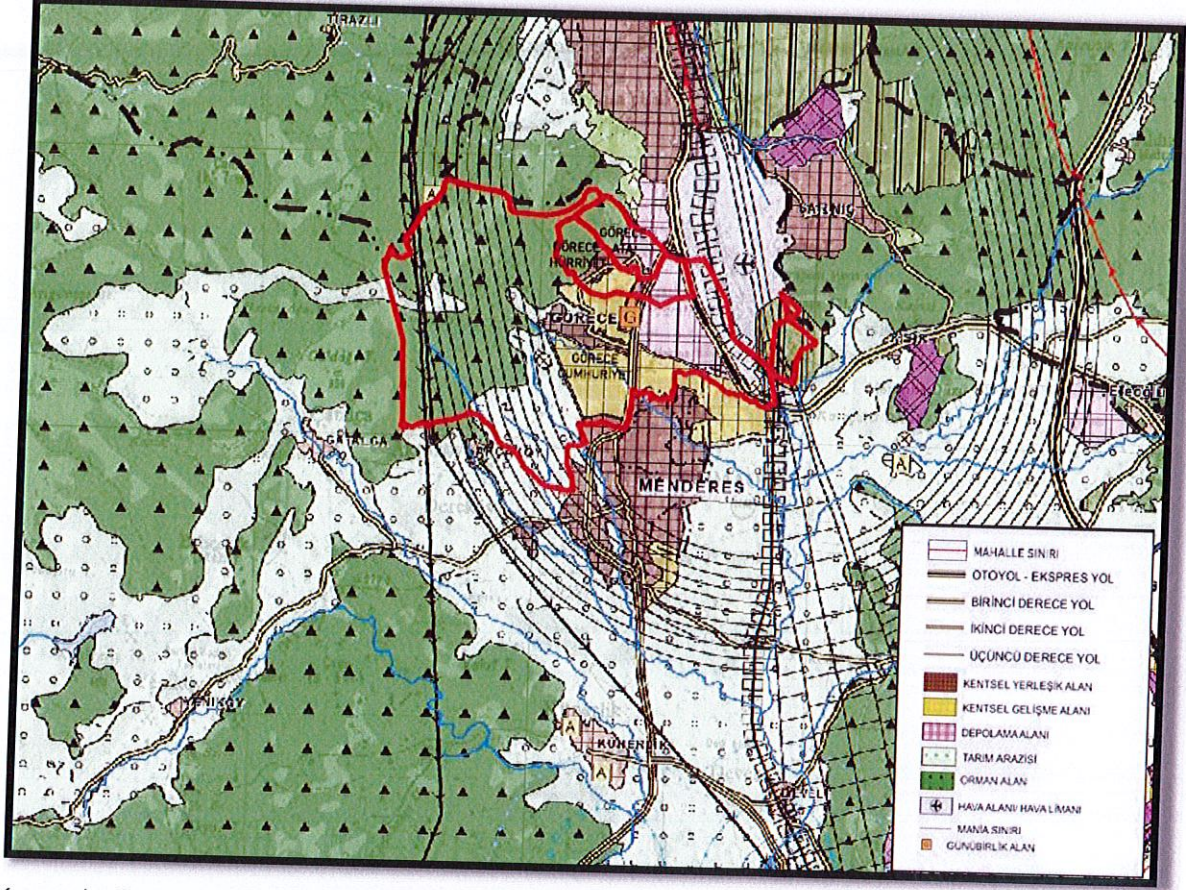 TIRAZLI
A
SARNIÇ
GÖRECE
GÖRECE ATA
HÜRRİYET
GÖRECE G
GÖRECE
CUMHURİYET
ÇATALCA
A
MENDERES
YENİKÖY
A
A
MAHALLE SINIRI
OTOYOL - EKSPRES YOL
BİRİNCİ DERECE YOL
İKİNCİ DERECE YOL
ÜÇÜNCÜ DERECE YOL
KENTSEL YERLEŞİK ALAN
KENTSEL GELİŞME ALANI
DEPOLAMA ALANI
TARIM ARAZİSİ
ORMAN ALAN
HAVA ALANI/ HAVA LİMANI
MANİA SINIRI
GÜNÜBİRLİK ALAN